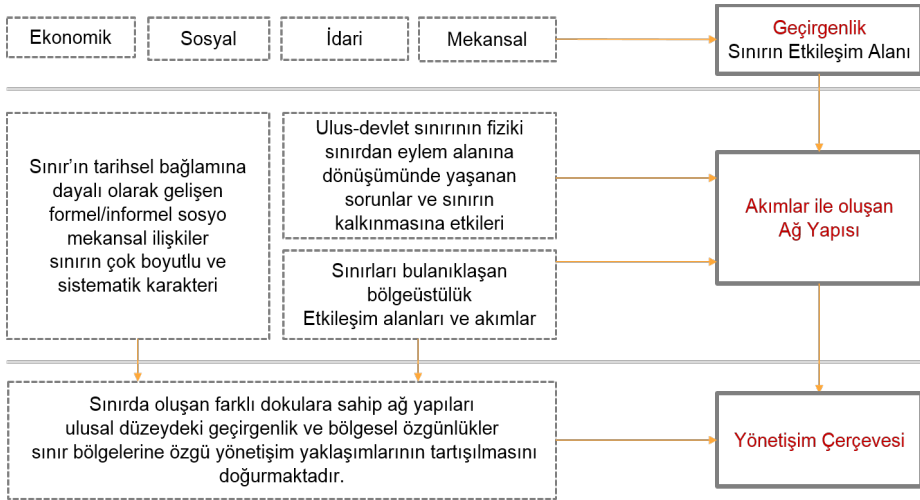 Ekonomik
Sosyal
İdari
Mekansal
Geçirgenlik
Sınırın Etkileşim Alanı
Sınır’ın tarihsel bağlamına
dayalı olarak gelişen
formel/informel sosyo
mekansal ilişkiler
sınırın çok boyutlu ve
sistematik karakteri
Ulus-devlet sınırının fiziki
sınırdan eylem alanına
dönüşümünde yaşanan
sorunlar ve sınırın
kalkınmasına etkileri
Sınırları bulanıklaşan
bölgeüstülük
Etkileşim alanları ve akımlar
Akımlar ile oluşan
Ağ Yapısı
Sınırda oluşan farklı dokulara sahip ağ yapıları
ulusal düzeydeki geçirgenlik ve bölgesel özgünlükler
sınır bölgelerine özgü yönetişim yaklaşımlarının tartışılmasını
doğurmaktadır.
Yönetişim Çerçevesi